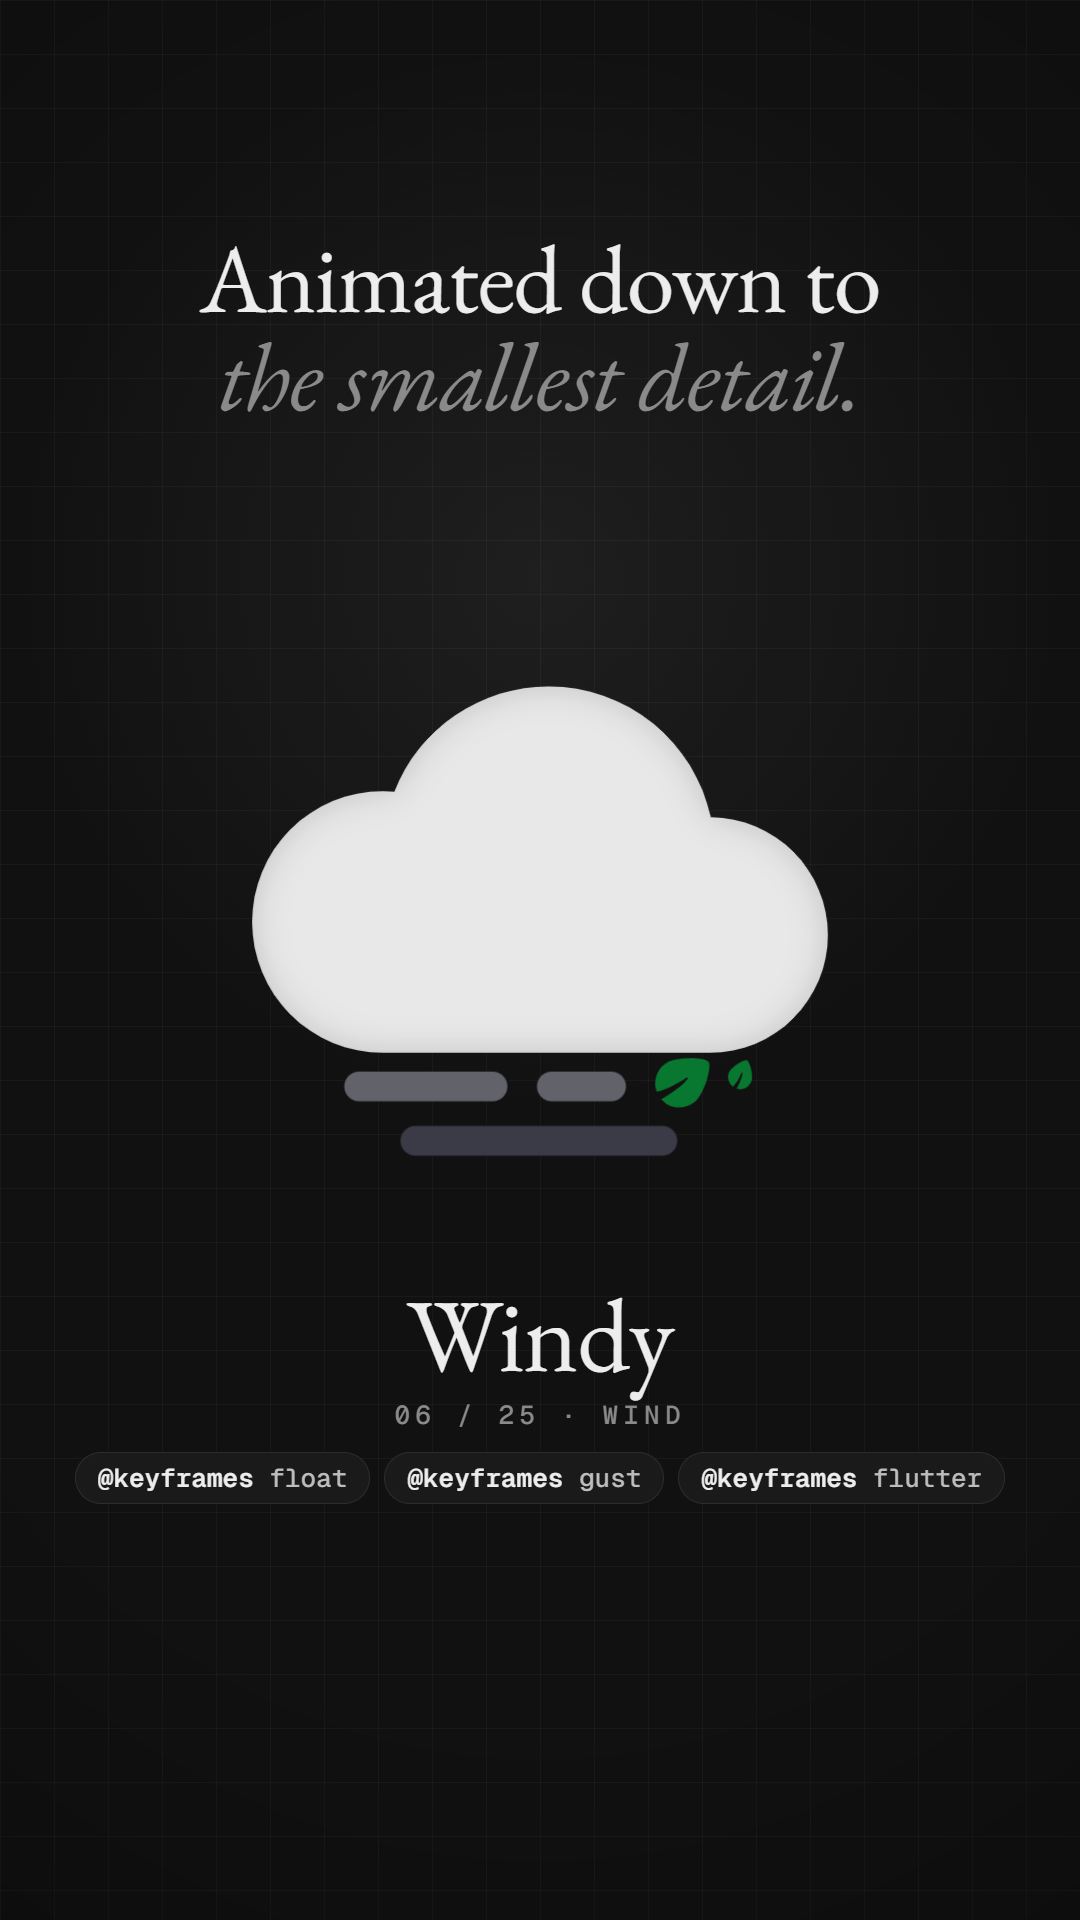 Animated down to
the smallest detail.
Windy
06 / 25 · WIND
@keyframes float @keyframes gust @keyframes flutter